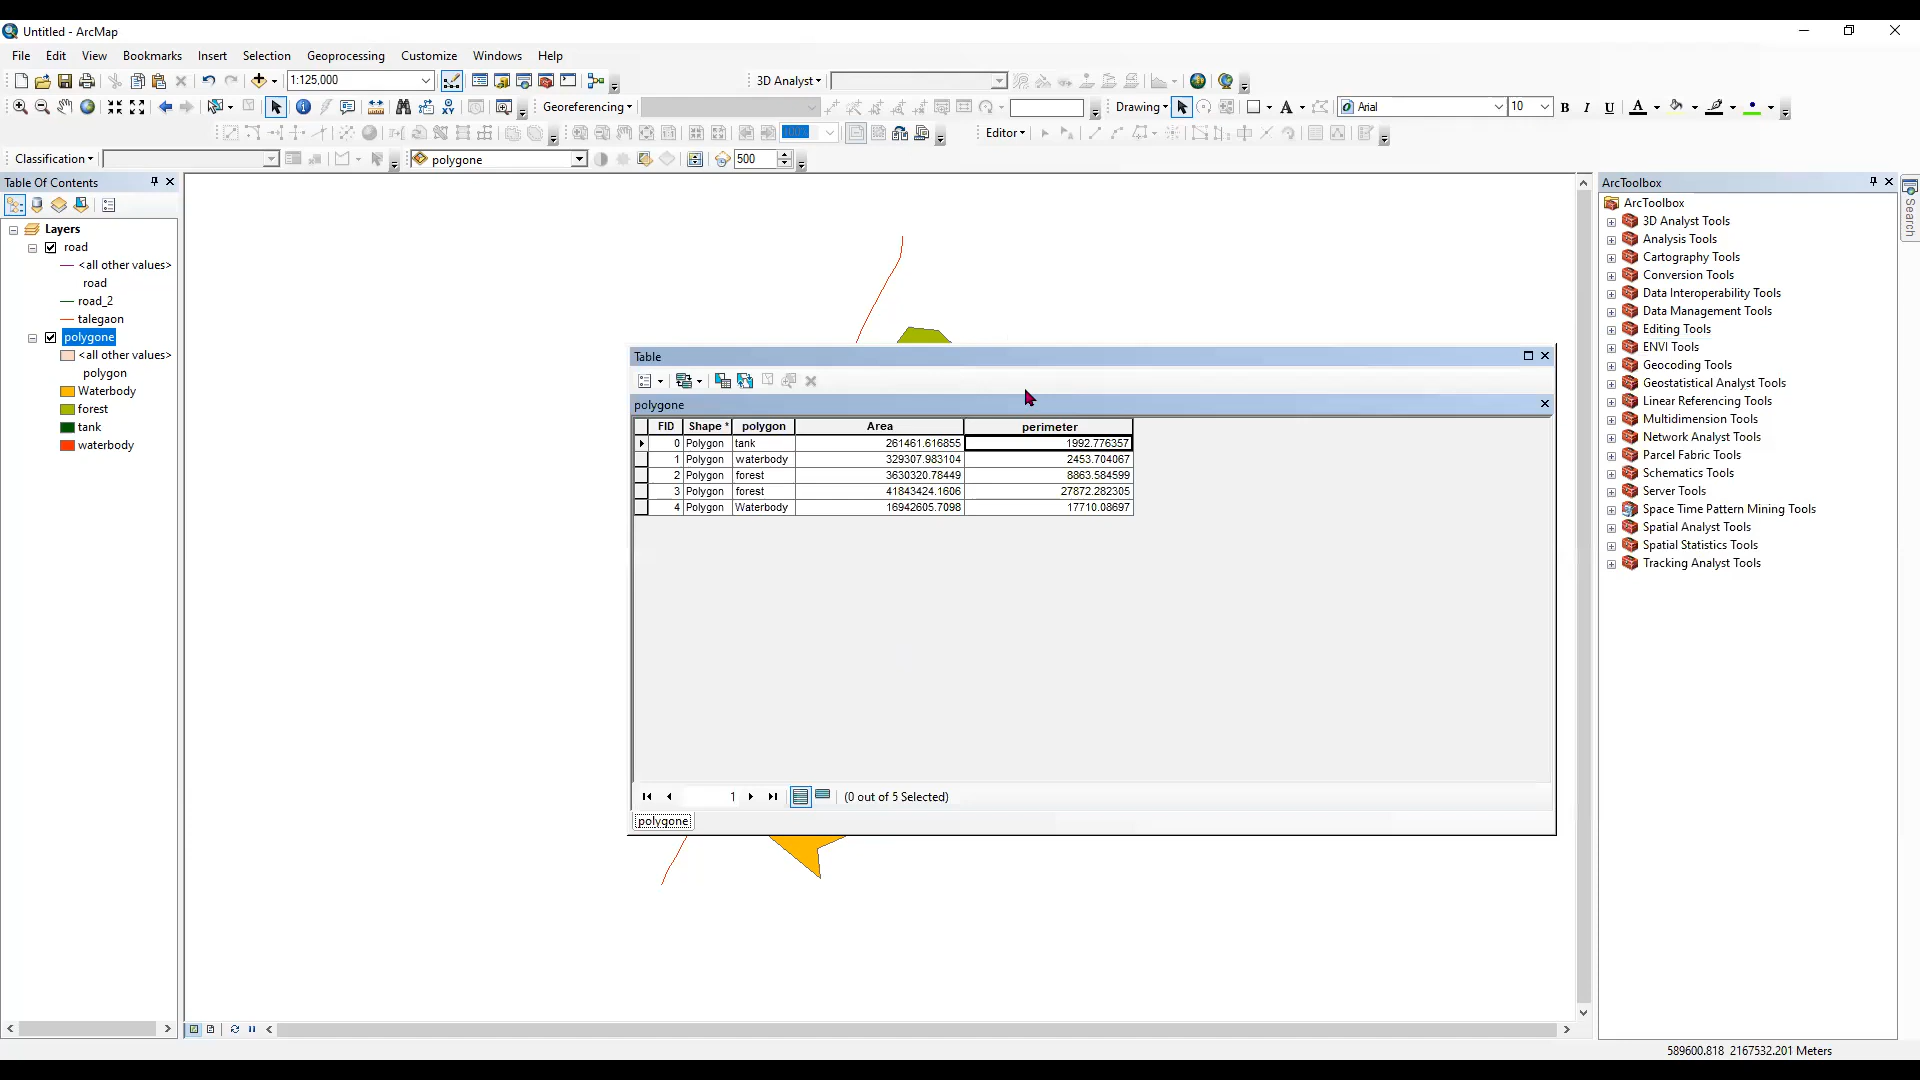 Untitled - ArcMap
File Edit View Bookmarks Insert Selection Geoprocessing Customize Windows Help
1:125,000 3D Analyst
Georeferencing Drawing Arial 10 B I U A
100% Editor
Classification polygone 500
Table Of Contents
Layers
road
<all other values>
road
road_2
talegaon
polygone
<all other values>
polygon
Waterbody
forest
tank
waterbody
Table
polygone
FID Shape * polygon Area perimeter
0 Polygon tank 261461.616855 1992.776357
1 Polygon waterbody 329307.983104 2453.704067
2 Polygon forest 3630320.78449 8863.584599
3 Polygon forest 41843424.1606 27872.282305
4 Polygon Waterbody 16942605.7098 17710.08697
1 (0 out of 5 Selected)
polygone
ArcToolbox
ArcToolbox
3D Analyst Tools
Analysis Tools
Cartography Tools
Conversion Tools
Data Interoperability Tools
Data Management Tools
Editing Tools
ENVI Tools
Geocoding Tools
Geostatistical Analyst Tools
Linear Referencing Tools
Multidimension Tools
Network Analyst Tools
Parcel Fabric Tools
Schematics Tools
Server Tools
Space Time Pattern Mining Tools
Spatial Analyst Tools
Spatial Statistics Tools
Tracking Analyst Tools
Search
589600.818 2167532.201 Meters